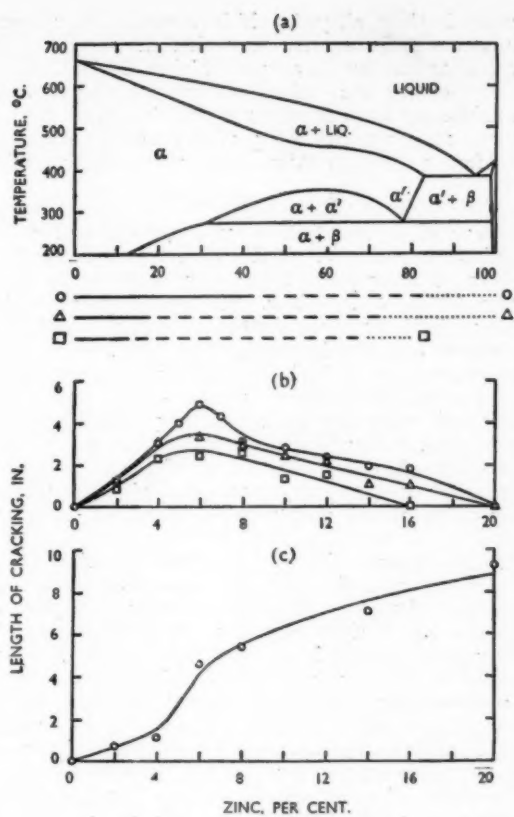 (a)
TEMPERATURE, °C.
700
600
500
400
300
200
LIQUID
α + LIQ.
α
α'
α + α'
α' + β
α + β
0 20 40 60 80 100
(b)
LENGTH OF CRACKING, IN.
6
4
2
0
0 4 8 12 16 20
(c)
10
8
6
4
2
0
0 4 8 12 16 20
ZINC, PER CENT.